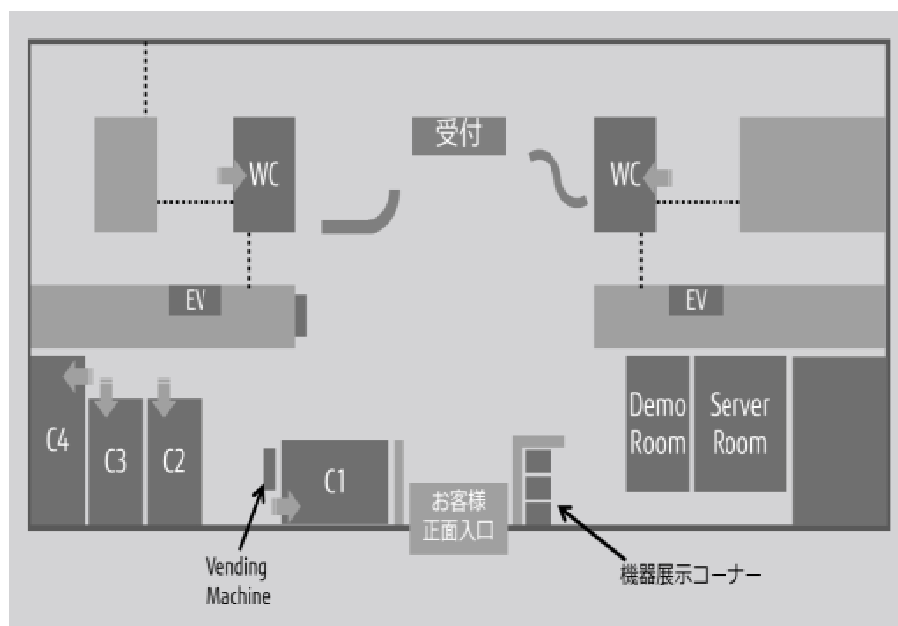 受付
WC
WC
EV
EV
Demo
Room
Server
Room
C4
C3
C2
C1
お客様
正面入口
Vending
Machine
機器展示コーナー